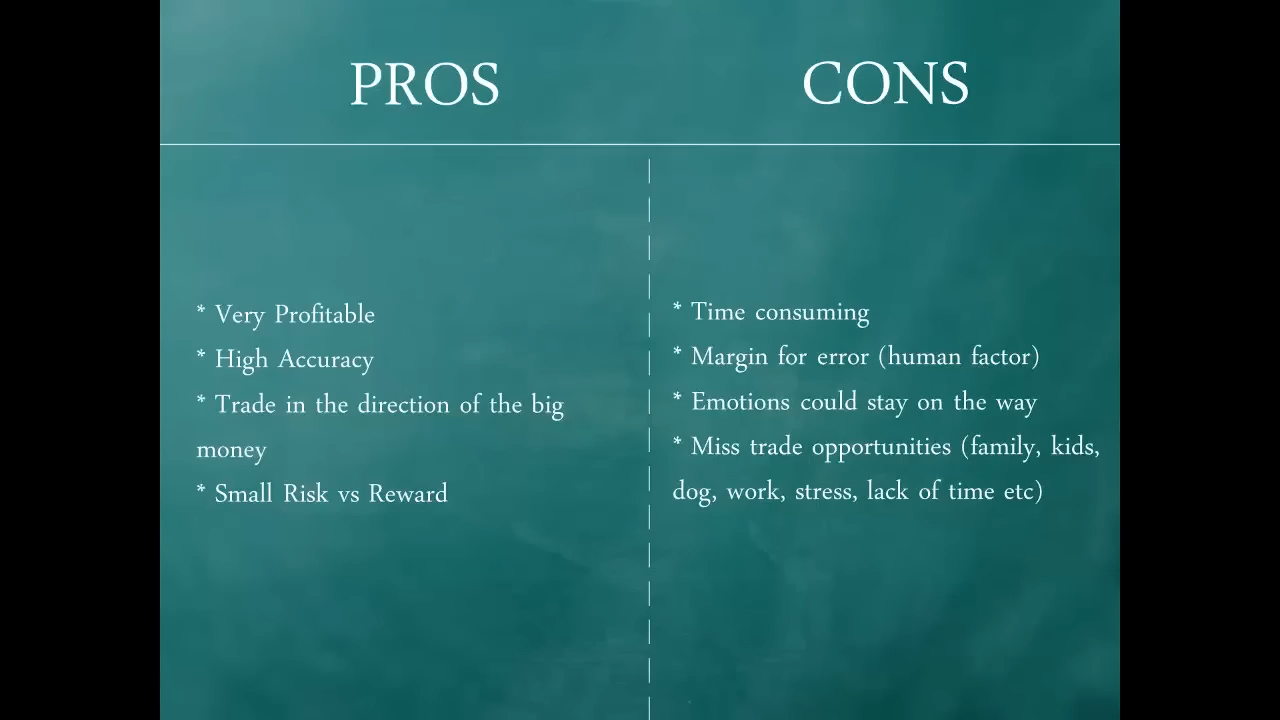 PROS
CONS
* Very Profitable
* High Accuracy
* Trade in the direction of the big
money
* Small Risk vs Reward
* Time consuming
* Margin for error (human factor)
* Emotions could stay on the way
* Miss trade opportunities (family, kids,
dog, work, stress, lack of time etc)